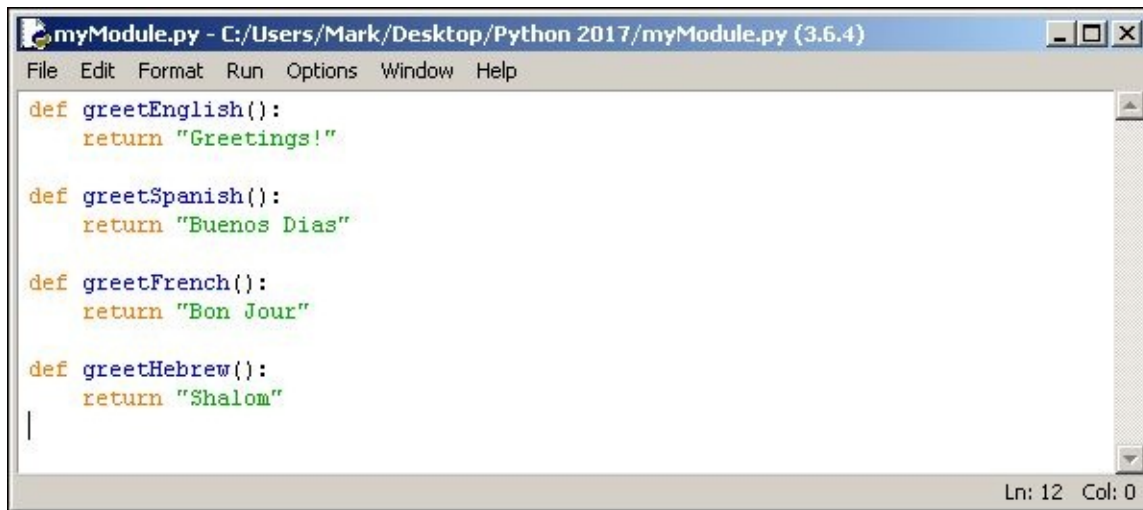 myModule.py - C:/Users/Mark/Desktop/Python 2017/myModule.py (3.6.4)
File Edit Format Run Options Window Help
def greetEnglish():
    return "Greetings!"

def greetSpanish():
    return "Buenos Dias"

def greetFrench():
    return "Bon Jour"

def greetHebrew():
    return "Shalom"
Ln: 12 Col: 0